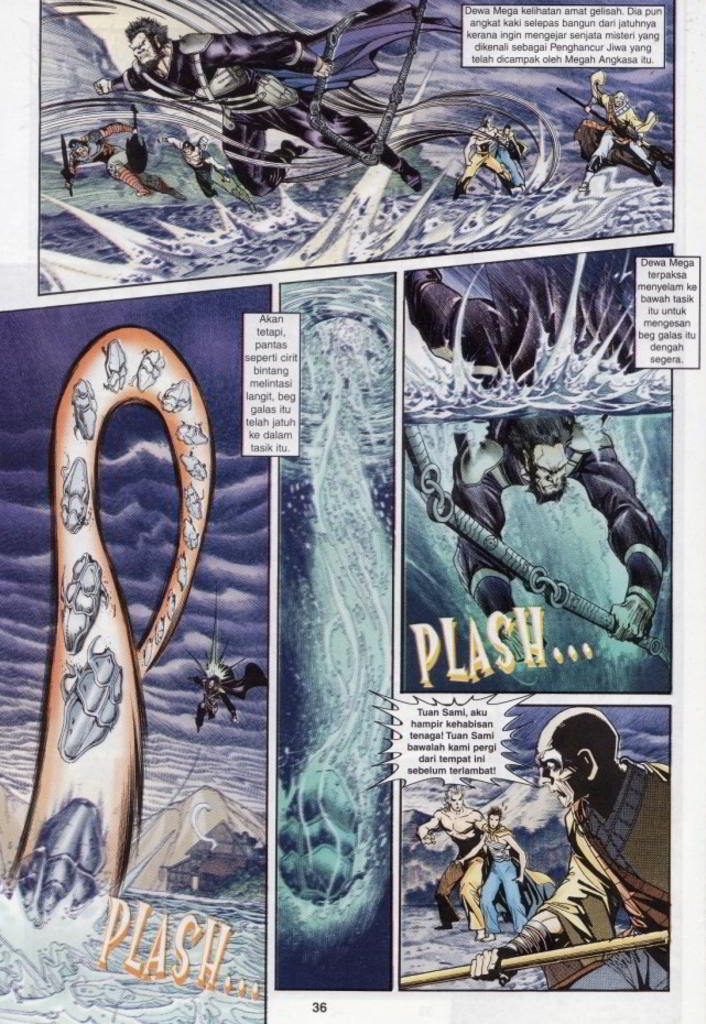 Dewa Mega kelihatan amat gelisah. Dia pun
angkat kaki selepas bangun dari jatuhnya
kerana ingin mengejar senjata misteri yang
dikenali sebagai Penghancur Jiwa yang
telah dicampak oleh Megah Angkasa itu.
Akan
tetapi,
pantas
seperti cirit
bintang
melintasi
langit, beg
galas itu
telah jatuh
ke dalam
tasik itu.
PLASH...
Dewa Mega
terpaksa
menyelam ke
bawah tasik
itu untuk
mengesan
beg galas itu
dengah
segera.
PLASH...
Tuan Sami, aku
hampir kehabisan
tenaga! Tuan Sami
bawalah kami pergi
dari tempat ini
sebelum terlambat!
36